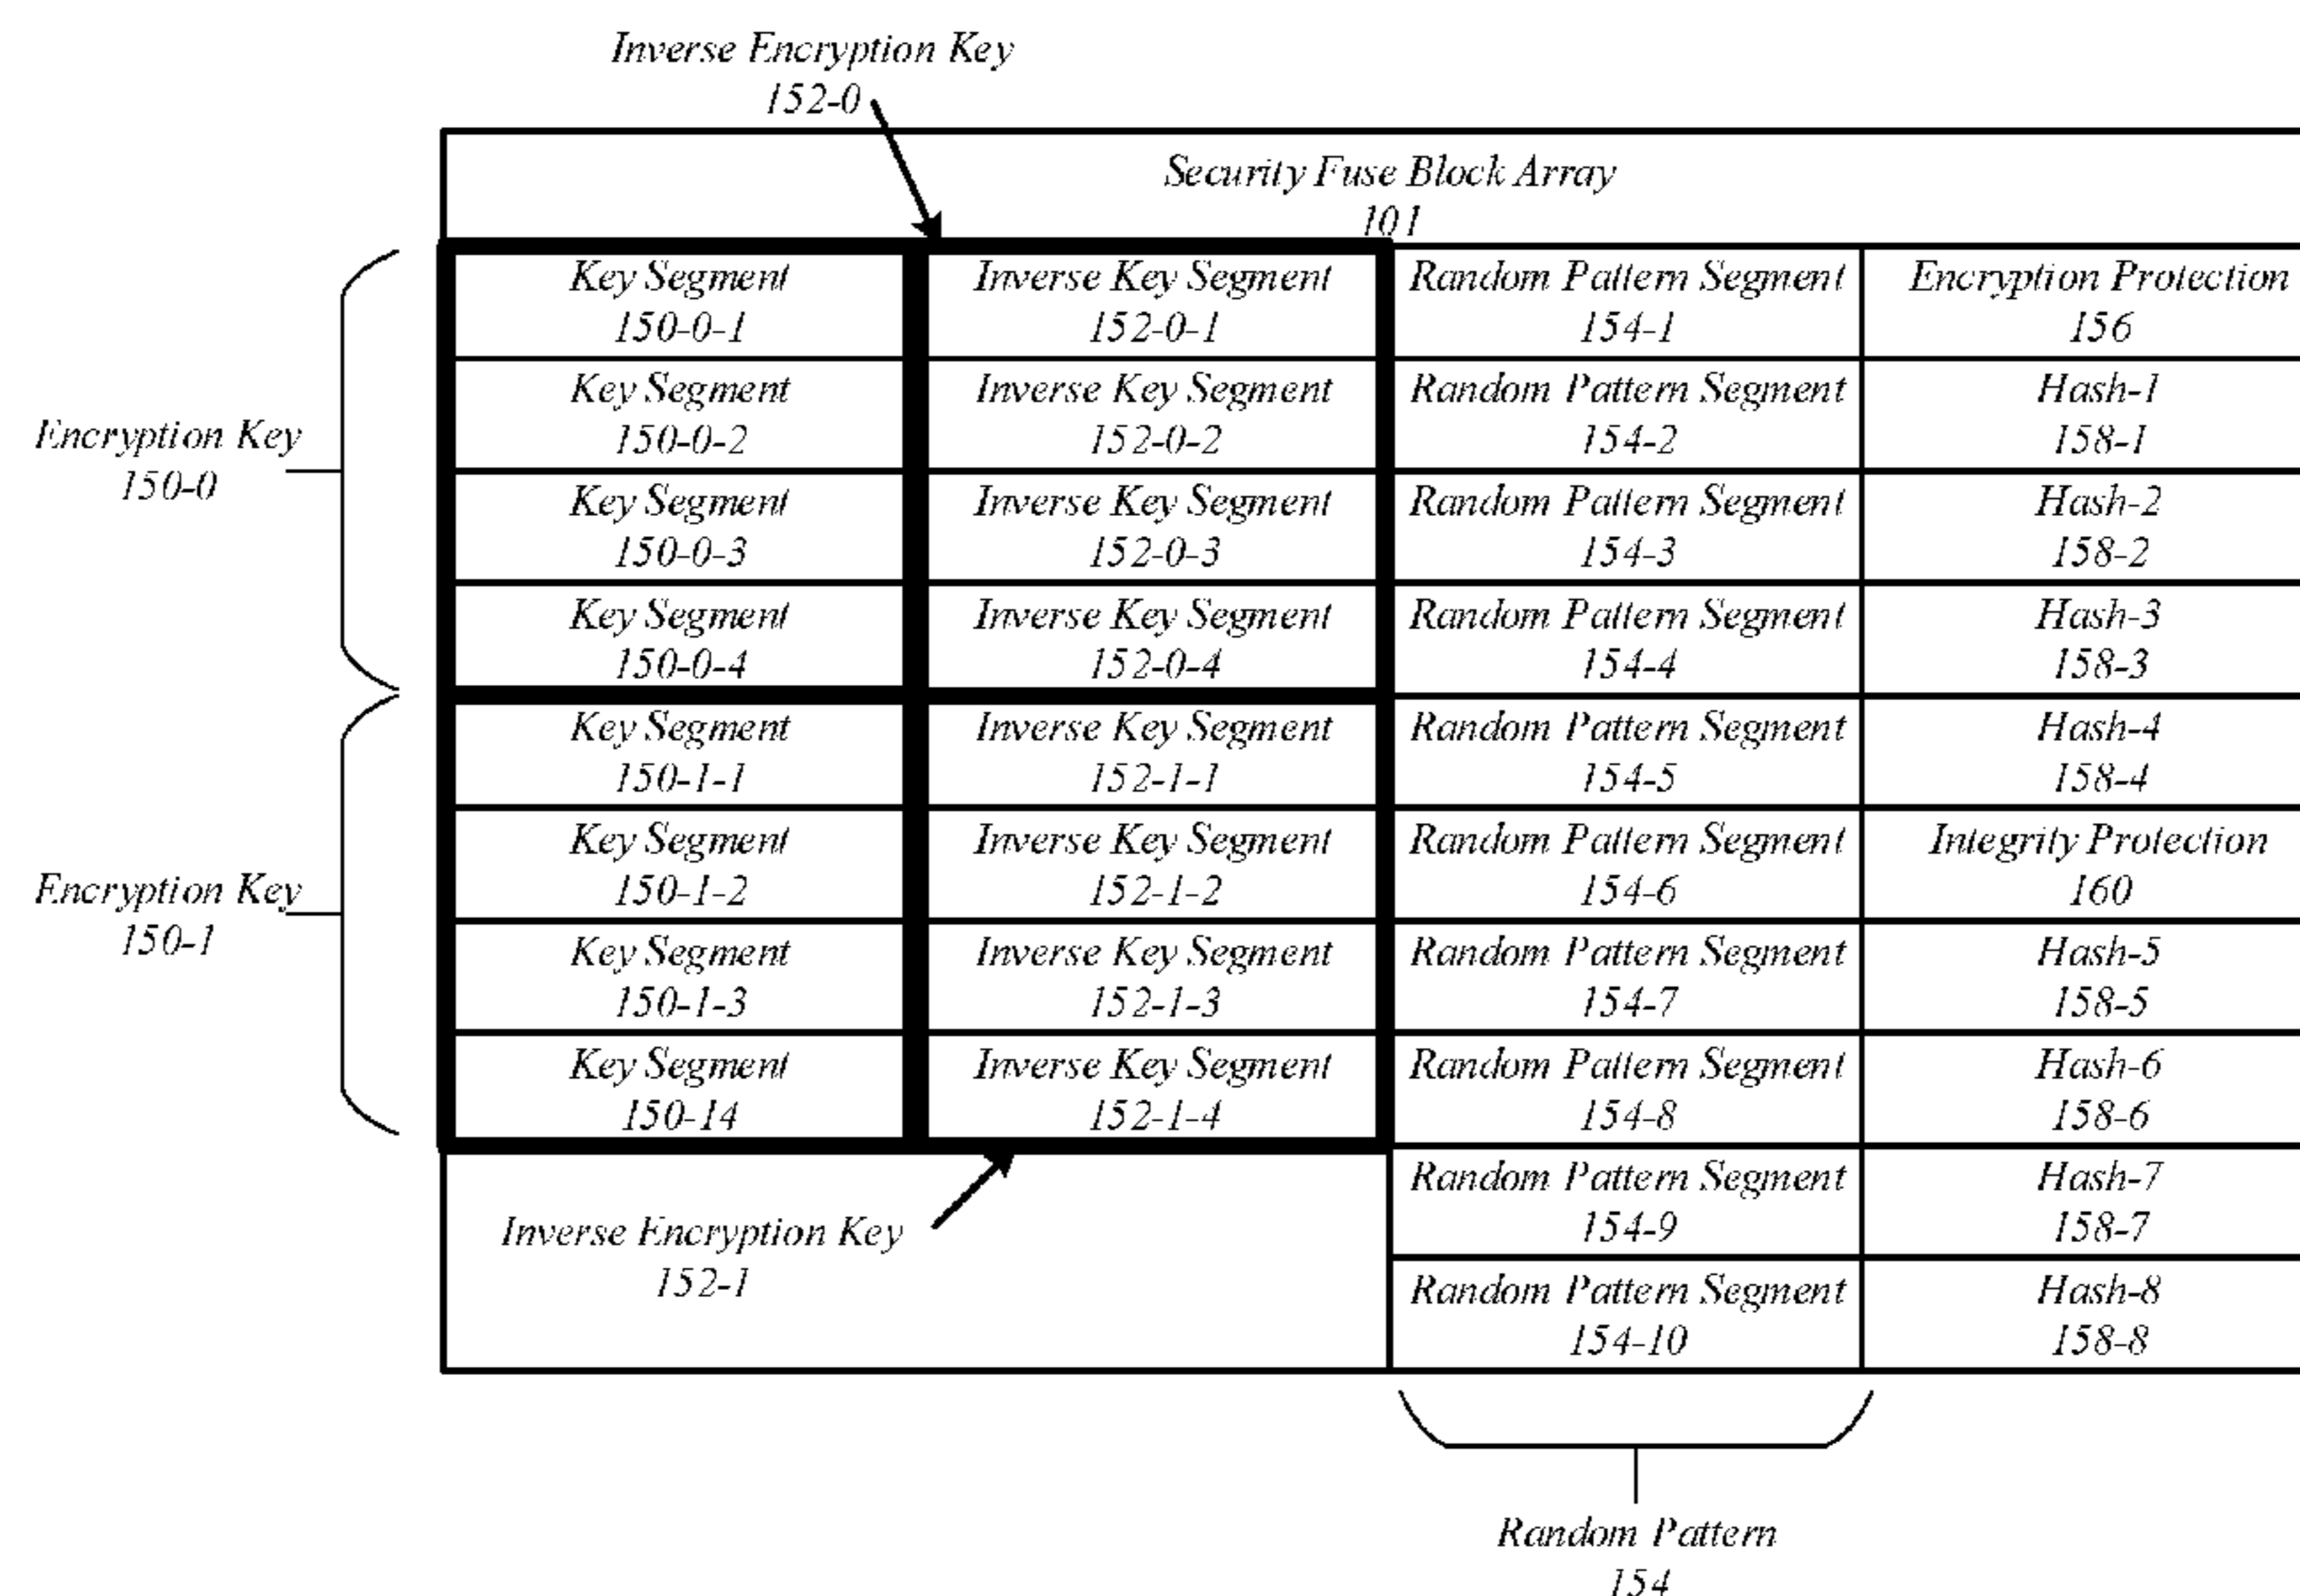 Inverse Encryption Key
152-0
Security Fuse Block Array
101
Encryption Key
150-0
Encryption Key
150-1
Key Segment
150-0-1
Inverse Key Segment
152-0-1
Random Pattern Segment
154-1
Encryption Protection
156
Key Segment
150-0-2
Inverse Key Segment
152-0-2
Random Pattern Segment
154-2
Hash-1
158-1
Key Segment
150-0-3
Inverse Key Segment
152-0-3
Random Pattern Segment
154-3
Hash-2
158-2
Key Segment
150-0-4
Inverse Key Segment
152-0-4
Random Pattern Segment
154-4
Hash-3
158-3
Key Segment
150-1-1
Inverse Key Segment
152-1-1
Random Pattern Segment
154-5
Hash-4
158-4
Key Segment
150-1-2
Inverse Key Segment
152-1-2
Random Pattern Segment
154-6
Integrity Protection
160
Key Segment
150-1-3
Inverse Key Segment
152-1-3
Random Pattern Segment
154-7
Hash-5
158-5
Key Segment
150-14
Inverse Key Segment
152-1-4
Random Pattern Segment
154-8
Hash-6
158-6
Inverse Encryption Key
152-1
Random Pattern Segment
154-9
Hash-7
158-7
Random Pattern Segment
154-10
Hash-8
158-8
Random Pattern
154